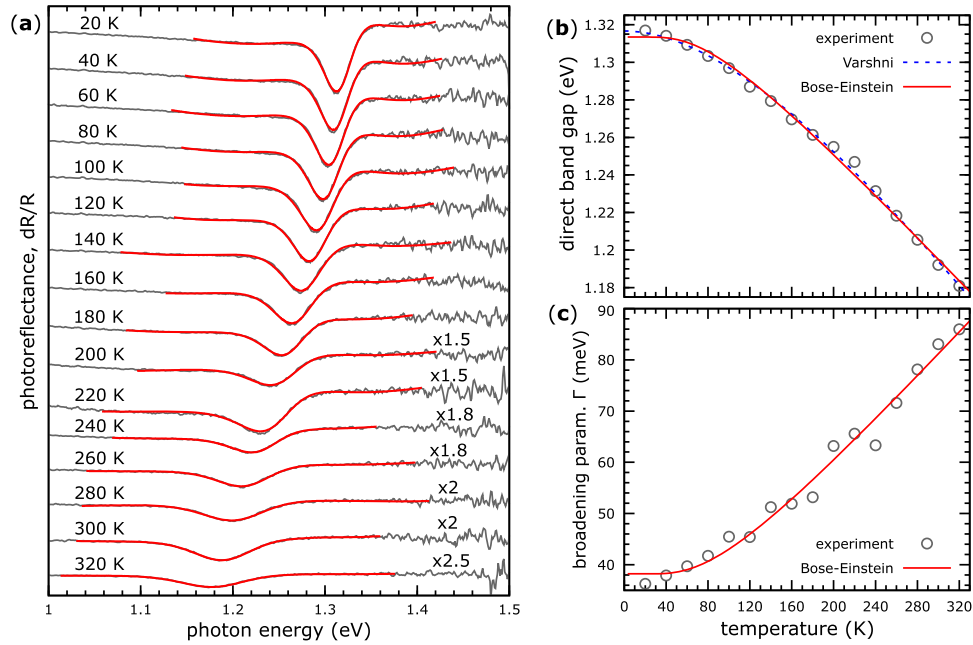 (a)
20 K
40 K
60 K
80 K
100 K
120 K
140 K
160 K
180 K
200 K
x1.5
220 K
x1.5
240 K
x1.8
260 K
x1.8
280 K
x2
300 K
x2
320 K
x2.5
photoreflectance, dR/R
1 1.1 1.2 1.3 1.4 1.5
photon energy (eV)
(b)
experiment
Varshni
Bose-Einstein
direct band gap (eV)
1.32
1.3
1.28
1.26
1.24
1.22
1.2
1.18
(c)
broadening param. Γ (meV)
90
80
70
60
50
40
experiment
Bose-Einstein
0 40 80 120 160 200 240 280 320
temperature (K)